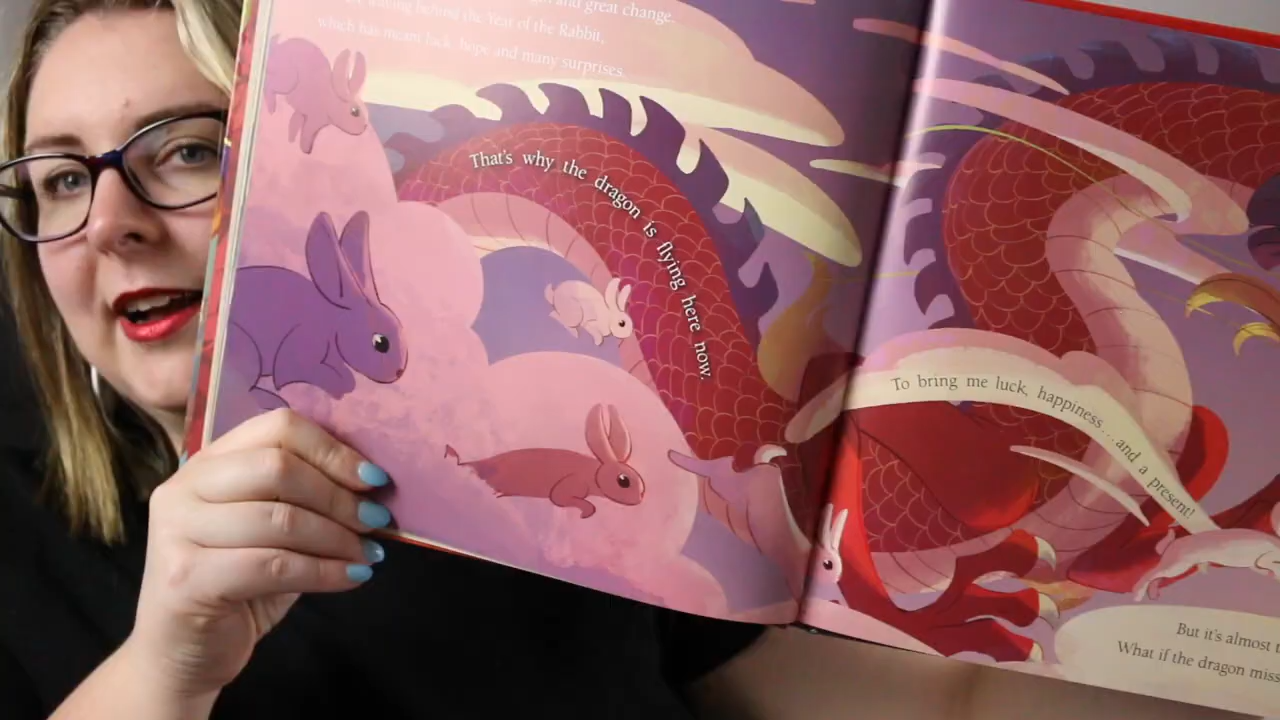 and great change.
behind the Year of the Rabbit,
which has meant luck, hope and many surprises.
That's why the dragon is flying here now.
To bring me luck, happiness...and a present!
But it's almost
What if the dragon